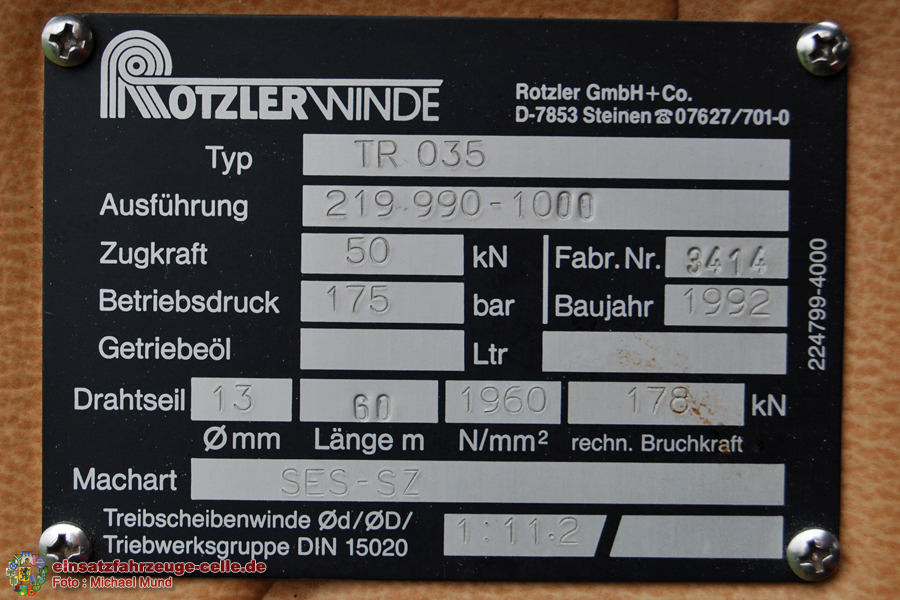 ROTZLER WINDE
Rotzler GmbH+Co.
D-7853 Steinen ☎ 07627/701-0
Typ TR 035
Ausführung 219.990-1000
Zugkraft 50 kN Fabr. Nr. 3414
Betriebsdruck 175 bar Baujahr 1992
Getriebeöl Ltr
Drahtseil 13 60 1960 178 kN
Ø mm Länge m N/mm² rechn. Bruchkraft
Machart SES-SZ
Treibscheibenwinde Ød/ØD/
Triebwerksgruppe DIN 15020 1:11.2 /
224799-4000
einsatzfahrzeuge-celle.de
Foto : Michael Mund